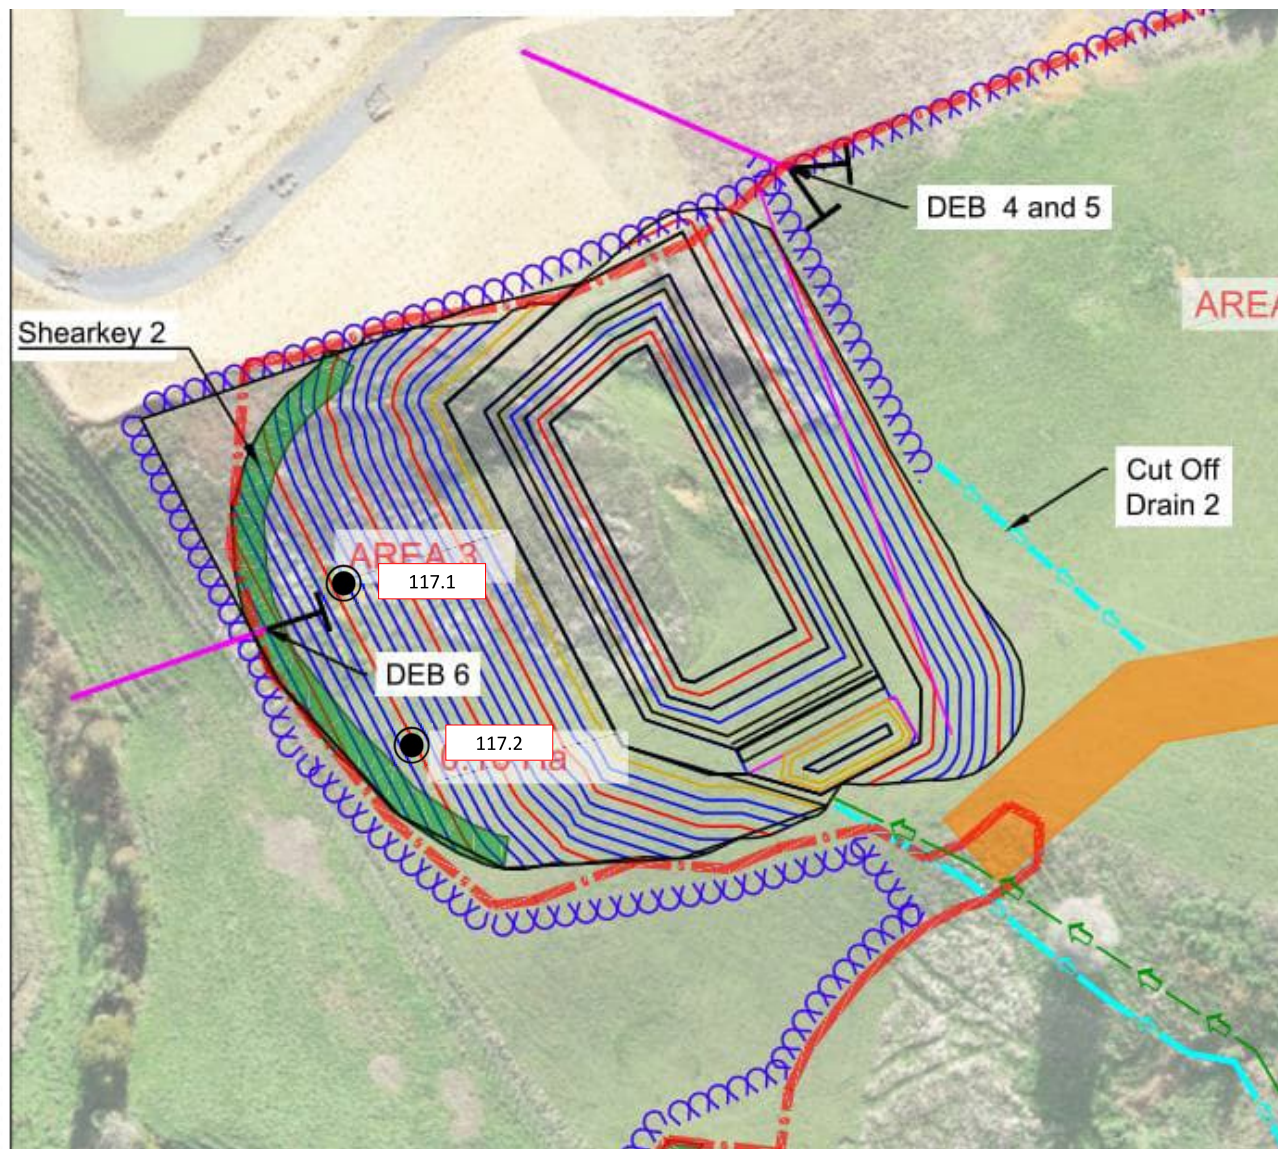 DEB 4 and 5
AREA
Shearkey 2
Cut Off
Drain 2
AREA 3
117.1
DEB 6
117.2